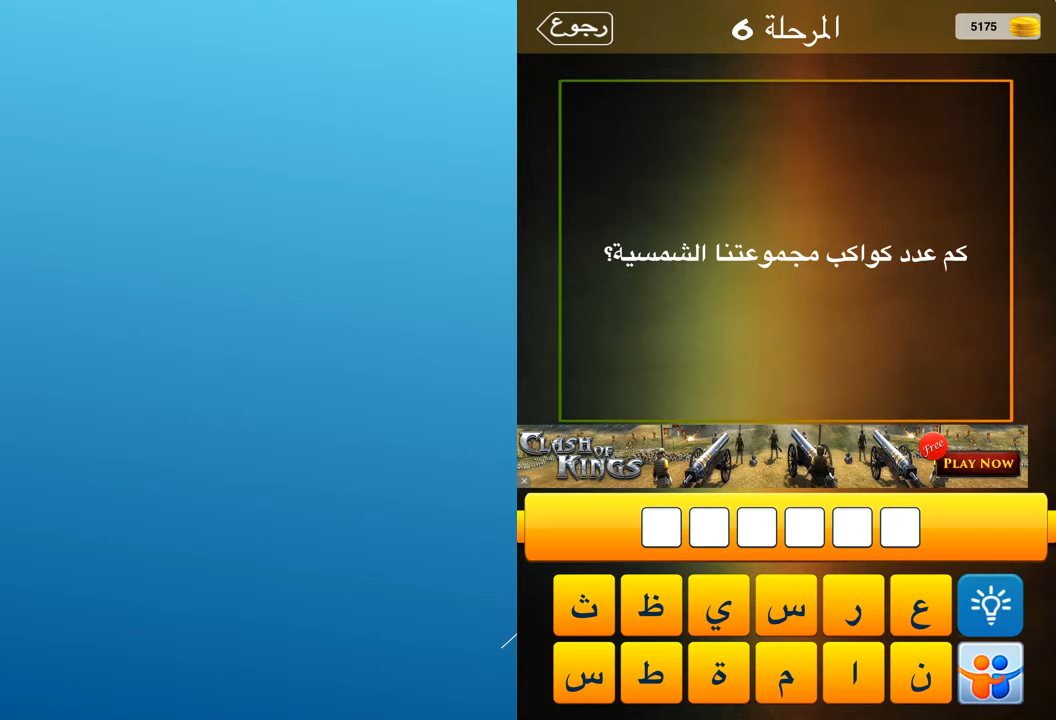 رجوع
المرحلة 6
5175
كم عدد كواكب مجموعتنا الشمسية؟
CLASH OF KINGS
Free
PLAY NOW
ع ر س ي ظ ث
ن ا م ة ط س